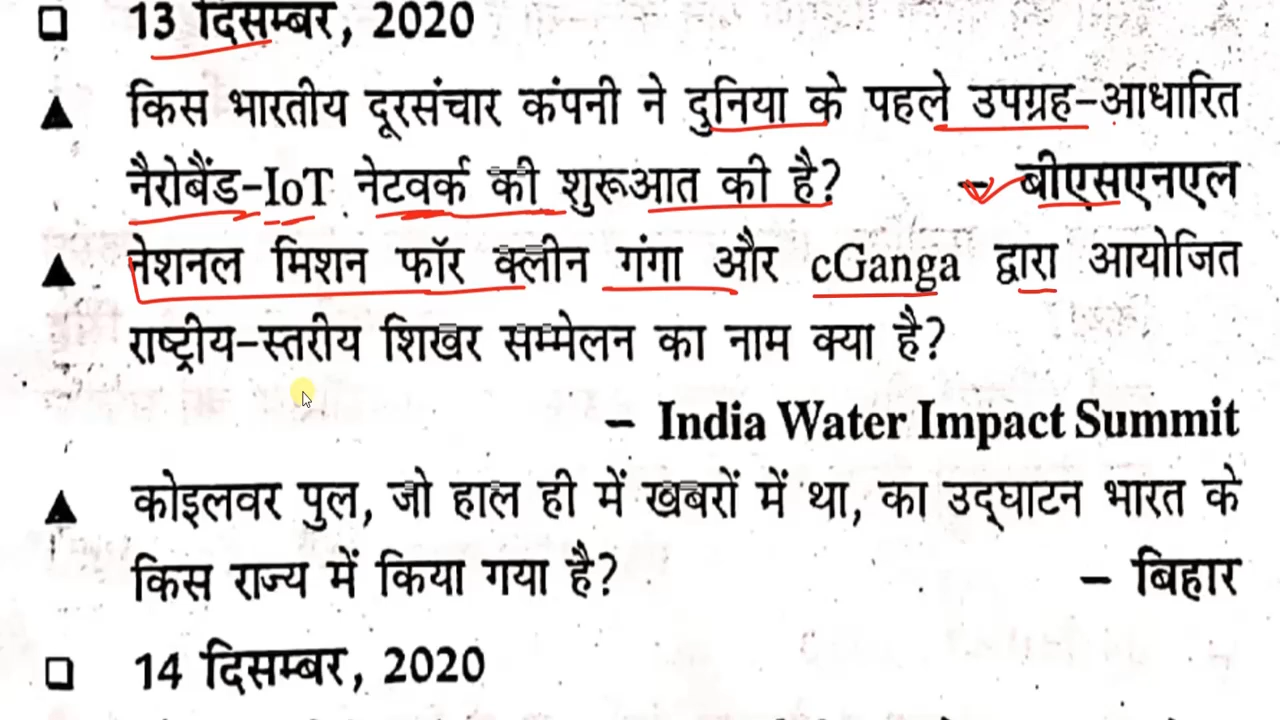 13 दिसम्बर, 2020
किस भारतीय दूरसंचार कंपनी ने दुनिया के पहले उपग्रह-आधारित
नैरोबैंड-IoT नेटवर्क की शुरूआत की है? – बीएसएनएल
नेशनल मिशन फॉर क्लीन गंगा और cGanga द्वारा आयोजित
राष्ट्रीय-स्तरीय शिखर सम्मेलन का नाम क्या है?
– India Water Impact Summit
कोइलवर पुल, जो हाल ही में खबरों में था, का उद्घाटन भारत के
किस राज्य में किया गया है? – बिहार
14 दिसम्बर, 2020